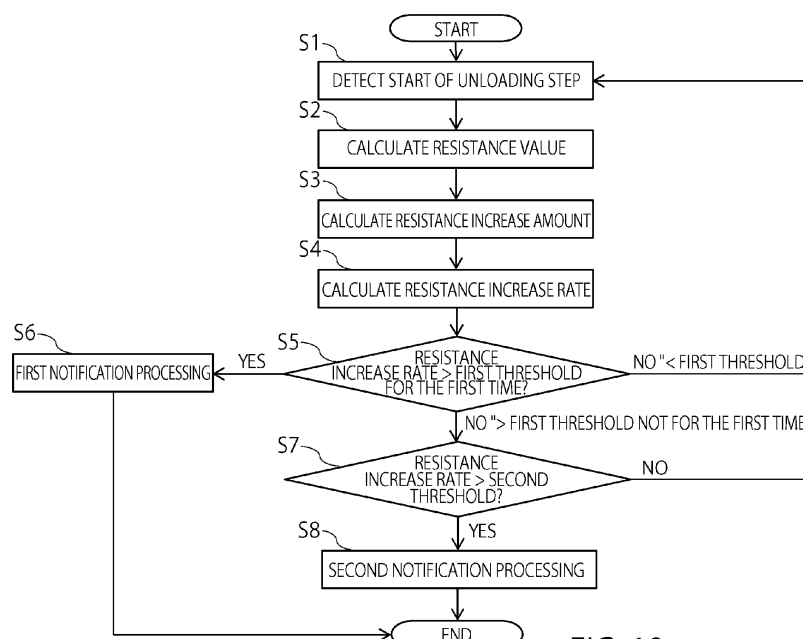 START
S1
DETECT START OF UNLOADING STEP
S2
CALCULATE RESISTANCE VALUE
S3
CALCULATE RESISTANCE INCREASE AMOUNT
S4
CALCULATE RESISTANCE INCREASE RATE
S5
RESISTANCE
INCREASE RATE > FIRST THRESHOLD
FOR THE FIRST TIME?
YES
S6
FIRST NOTIFICATION PROCESSING
NO "< FIRST THRESHOLD
NO "> FIRST THRESHOLD NOT FOR THE FIRST TIME
S7
RESISTANCE
INCREASE RATE > SECOND
THRESHOLD?
NO
YES
S8
SECOND NOTIFICATION PROCESSING
END